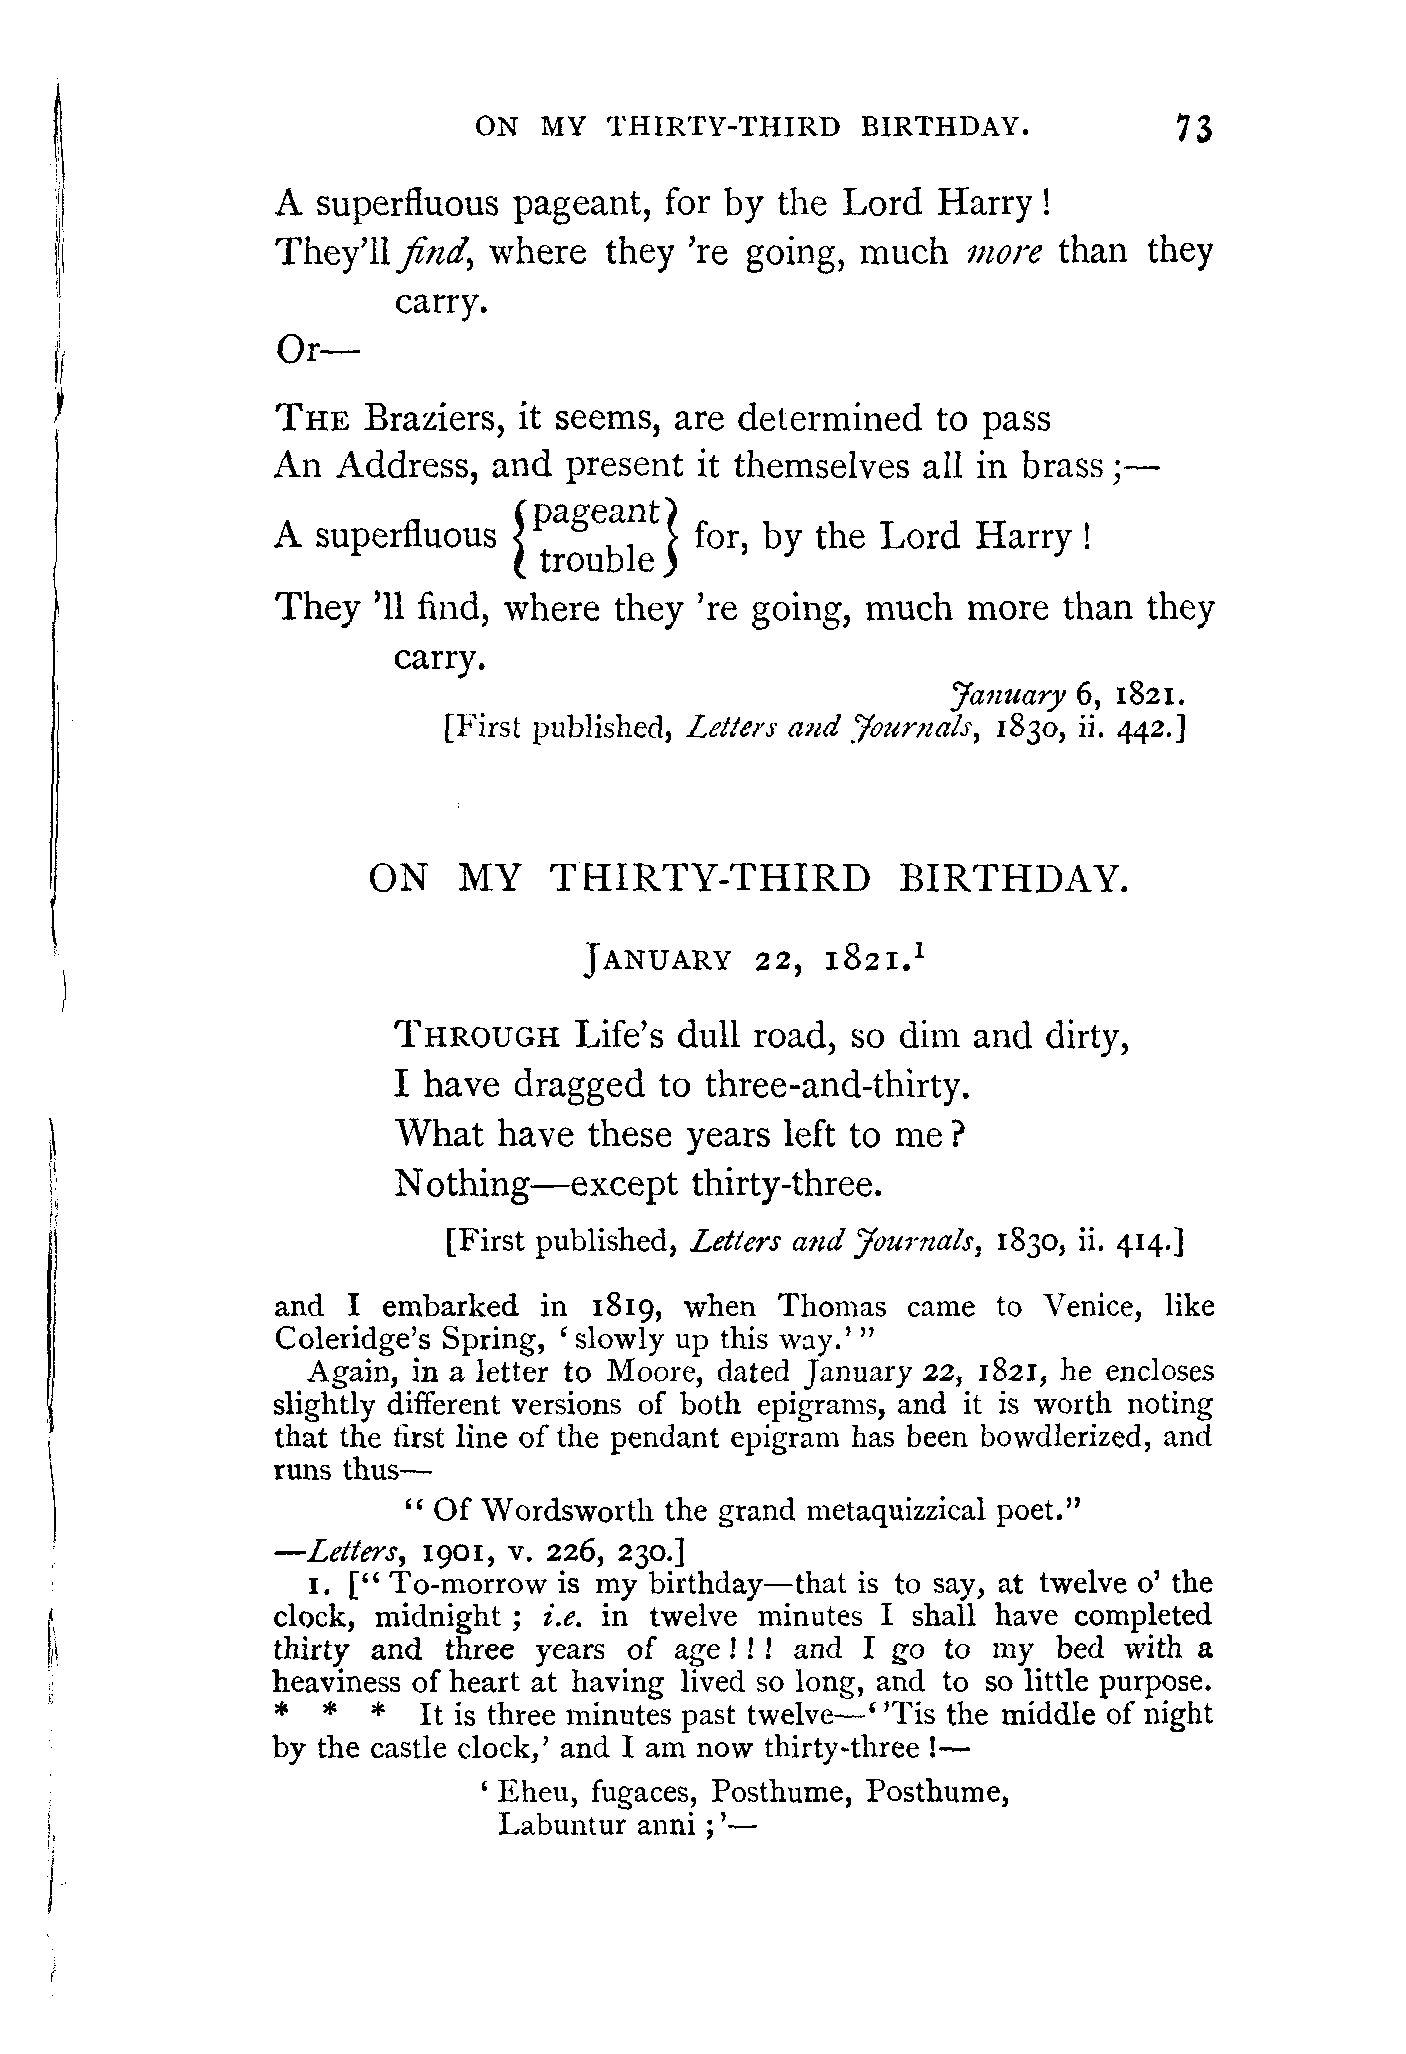 ON MY THIRTY-THIRD BIRTHDAY. 73
A superfluous pageant, for by the Lord Harry!
They'll find, where they 're going, much more than they
carry.
Or—
THE Braziers, it seems, are determined to pass
An Address, and present it themselves all in brass;—
A superfluous {pageant
trouble} for, by the Lord Harry!
They 'll find, where they 're going, much more than they
carry.
January 6, 1821.
[First published, Letters and Journals, 1830, ii. 442.]
ON MY THIRTY-THIRD BIRTHDAY.
JANUARY 22, 1821.¹
THROUGH Life's dull road, so dim and dirty,
I have dragged to three-and-thirty.
What have these years left to me?
Nothing—except thirty-three.
[First published, Letters and Journals, 1830, ii. 414.]
and I embarked in 1819, when Thomas came to Venice, like
Coleridge's Spring, 'slowly up this way.'"
Again, in a letter to Moore, dated January 22, 1821, he encloses
slightly different versions of both epigrams, and it is worth noting
that the first line of the pendant epigram has been bowdlerized, and
runs thus—
"Of Wordsworth the grand metaquizzical poet."
—Letters, 1901, v. 226, 230.]
1. ["To-morrow is my birthday—that is to say, at twelve o' the
clock, midnight; i.e. in twelve minutes I shall have completed
thirty and three years of age!!! and I go to my bed with a
heaviness of heart at having lived so long, and to so little purpose.
* * * It is three minutes past twelve—''Tis the middle of night
by the castle clock,' and I am now thirty-three!—
'Eheu, fugaces, Posthume, Posthume,
Labuntur anni;'—